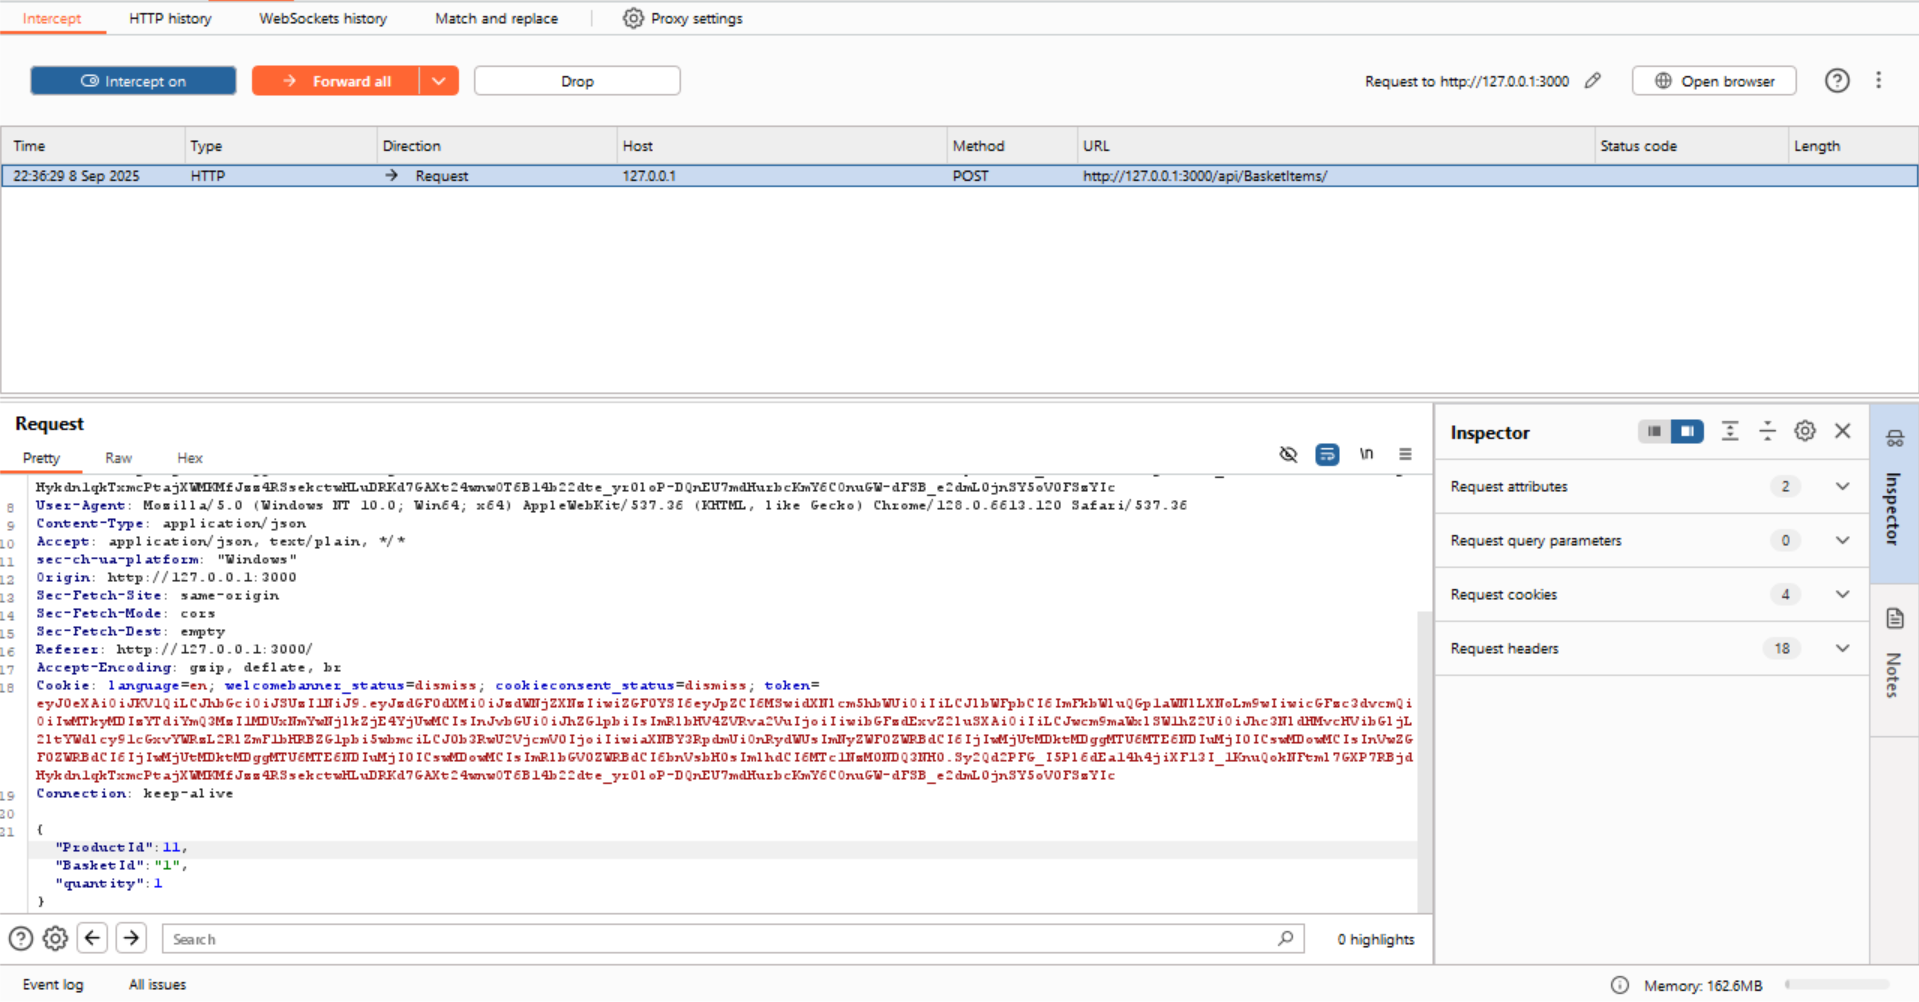 Intercept HTTP history WebSockets history Match and replace Proxy settings
Intercept on Forward all Drop Request to http://127.0.0.1:3000 Open browser
Time Type Direction Host Method URL Status code Length
22:36:29 8 Sep 2025 HTTP → Request 127.0.0.1 POST http://127.0.0.1:3000/api/BasketItems/
Request
Pretty Raw Hex
\n
8 User-Agent: Mozilla/5.0 (Windows NT 10.0; Win64; x64) AppleWebKit/537.36 (KHTML, like Gecko) Chrome/128.0.6613.120 Safari/537.36
9 Content-Type: application/json
10 Accept: application/json, text/plain, */*
11 sec-ch-ua-platform: "Windows"
12 Origin: http://127.0.0.1:3000
13 Sec-Fetch-Site: same-origin
14 Sec-Fetch-Mode: cors
15 Sec-Fetch-Dest: empty
16 Referer: http://127.0.0.1:3000/
17 Accept-Encoding: gzip, deflate, br
18 Cookie: language=en; welcomebanner_status=dismiss; cookieconsent_status=dismiss; token=
19 Connection: keep-alive
20
21 {
"ProductId":11,
"BasketId":"1",
"quantity":1
}
Search
0 highlights
Inspector
Request attributes 2
Request query parameters 0
Request cookies 4
Request headers 18
Inspector
Notes
Event log All issues Memory: 162.6MB